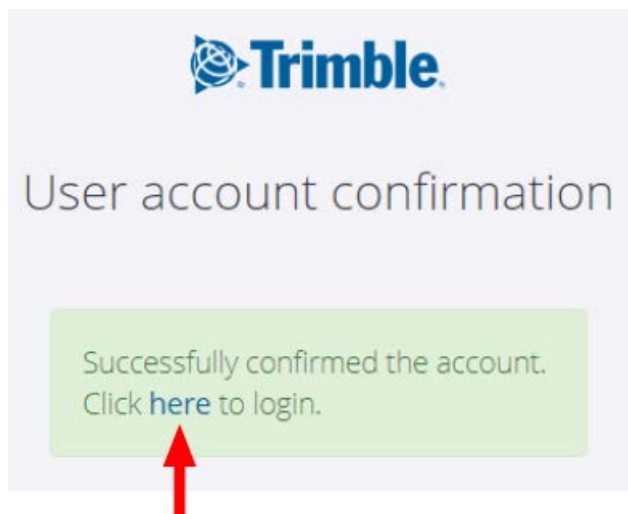 Trimble.
User account confirmation
Successfully confirmed the account.
Click here to login.